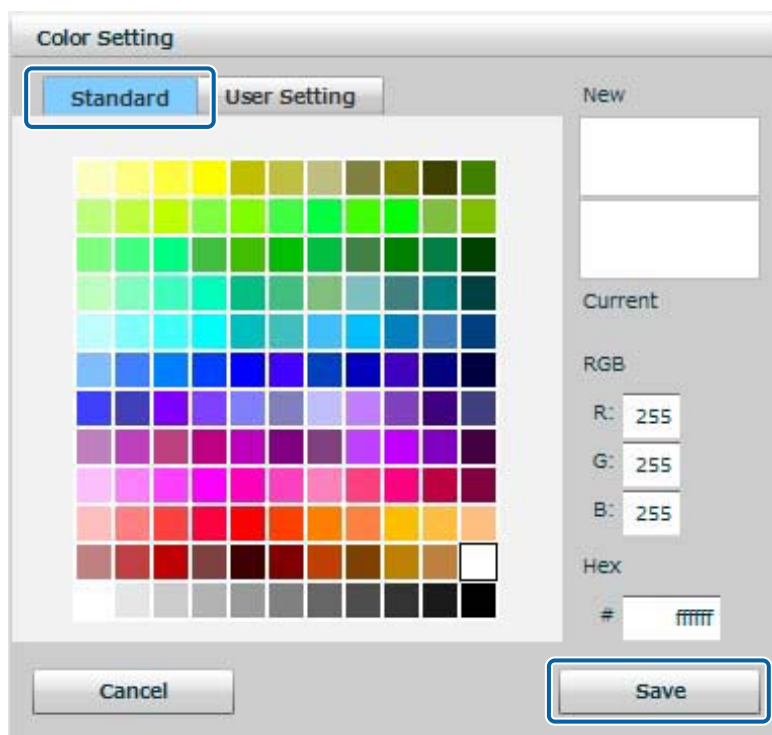 Color Setting
Standard
User Setting
New
Current
RGB
R: 255
G: 255
B: 255
Hex
# ffffff
Cancel
Save